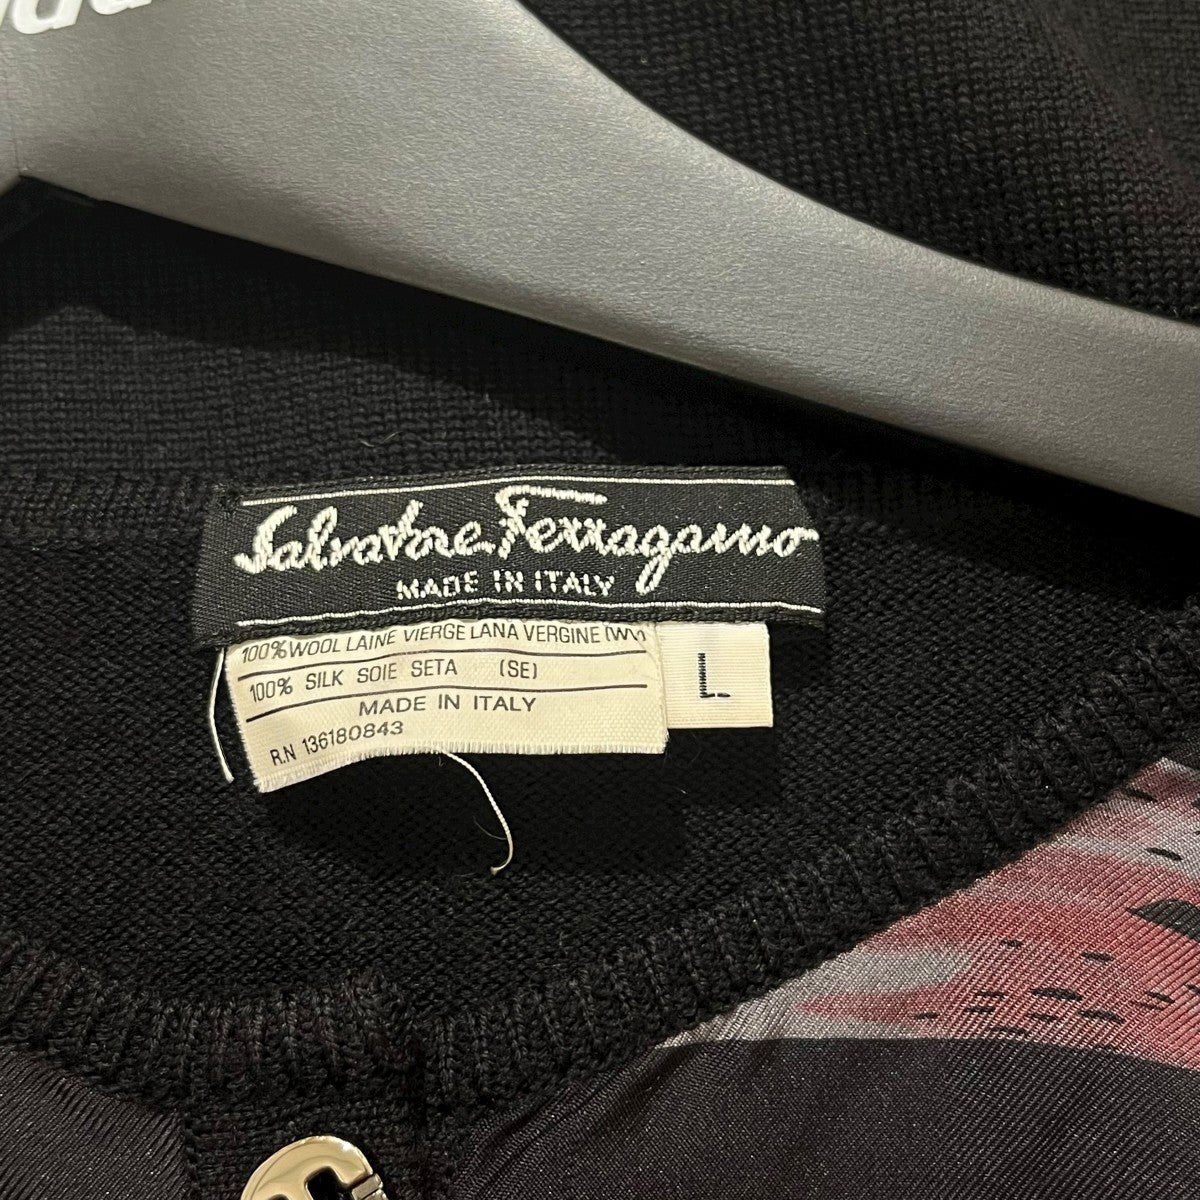 Salvatore Ferragamo
MADE IN ITALY
100% WOOL LAINE VIERGE LANA VERGINE (WV)
100% SILK SOIE SETA (SE)
MADE IN ITALY
R.N 136180843
L